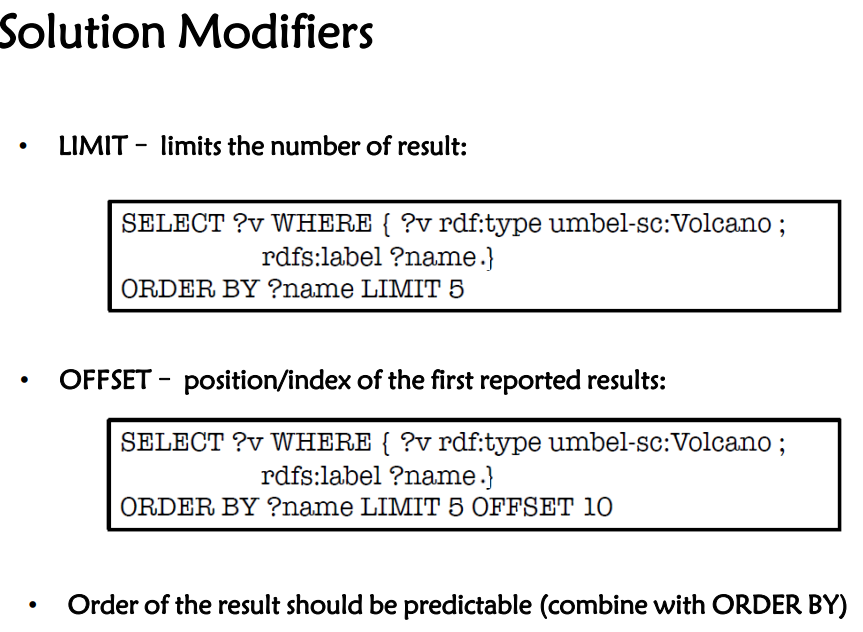 Solution Modifiers
• LIMIT – limits the number of result:
SELECT ?v WHERE { ?v rdf:type umbel-sc:Volcano ;
rdfs:label ?name.}
ORDER BY ?name LIMIT 5
• OFFSET – position/index of the first reported results:
SELECT ?v WHERE { ?v rdf:type umbel-sc:Volcano ;
rdfs:label ?name.}
ORDER BY ?name LIMIT 5 OFFSET 10
• Order of the result should be predictable (combine with ORDER BY)